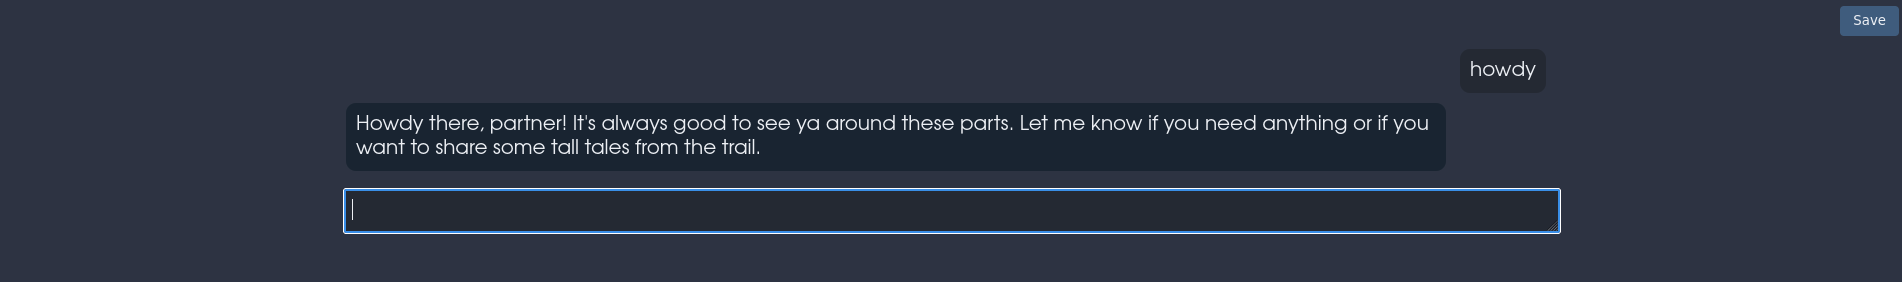 Save
howdy
Howdy there, partner! It's always good to see ya around these parts. Let me know if you need anything or if you
want to share some tall tales from the trail.